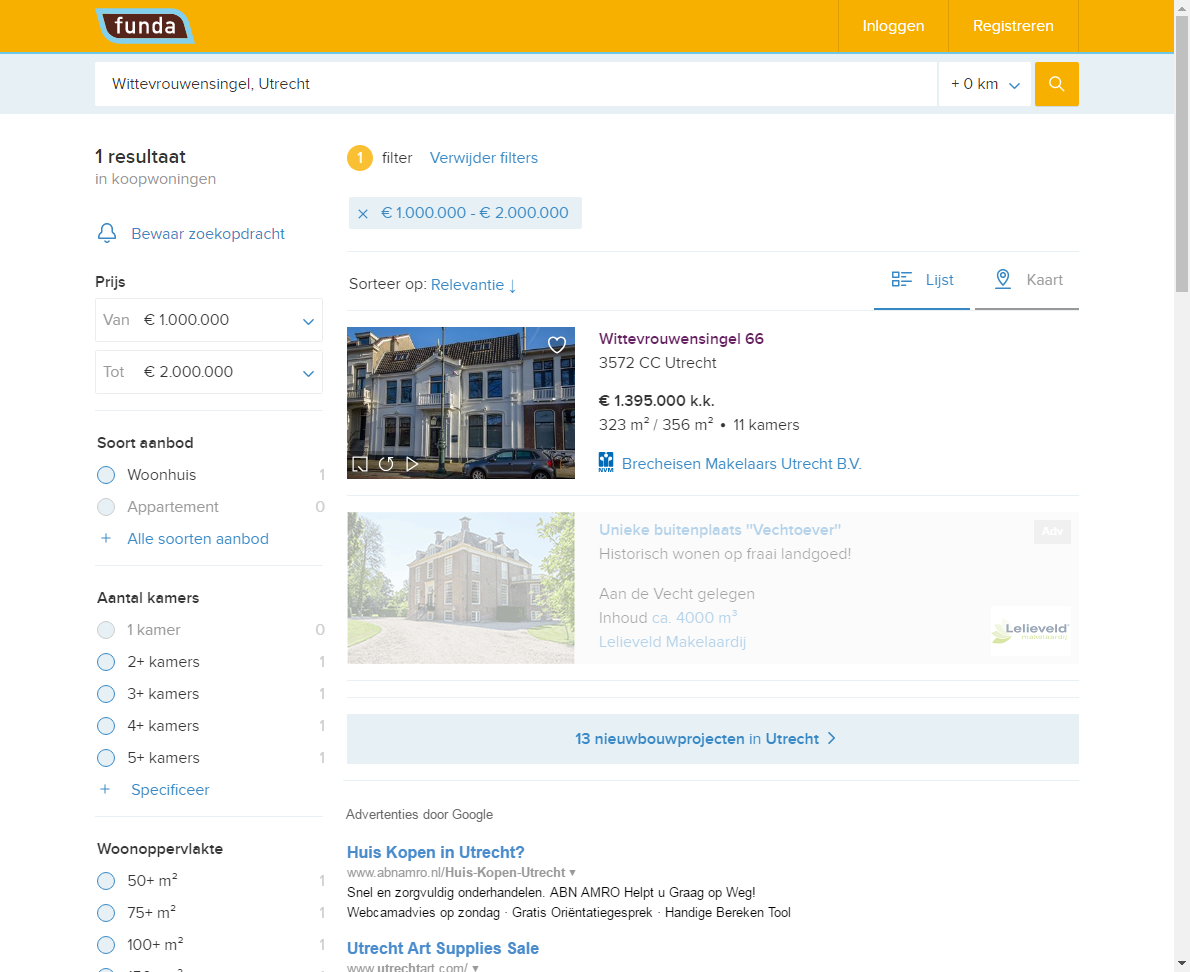 funda
Inloggen
Registreren
Wittevrouwensingel, Utrecht
+ 0 km
1 resultaat
in koopwoningen
Bewaar zoekopdracht
Prijs
Van € 1.000.000
Tot € 2.000.000
Soort aanbod
Woonhuis 1
Appartement 0
+ Alle soorten aanbod
Aantal kamers
1 kamer 0
2+ kamers 1
3+ kamers 1
4+ kamers 1
5+ kamers 1
+ Specificeer
Woonoppervlakte
50+ m² 1
75+ m² 1
100+ m² 1
1 filter Verwijder filters
× € 1.000.000 - € 2.000.000
Sorteer op: Relevantie ↓
Lijst
Kaart
Wittevrouwensingel 66
3572 CC Utrecht
€ 1.395.000 k.k.
323 m² / 356 m² • 11 kamers
NVM Brecheisen Makelaars Utrecht B.V.
Unieke buitenplaats "Vechtoever"
Adv
Historisch wonen op fraai landgoed!
Aan de Vecht gelegen
Inhoud ca. 4000 m³
Lelieveld Makelaardij
Lelieveld
makelaardij
13 nieuwbouwprojecten in Utrecht >
Advertenties door Google
Huis Kopen in Utrecht?
www.abnamro.nl/Huis-Kopen-Utrecht ▾
Snel en zorgvuldig onderhandelen. ABN AMRO Helpt u Graag op Weg!
Webcamadvies op zondag · Gratis Oriëntatiegesprek · Handige Bereken Tool
Utrecht Art Supplies Sale
www.utrechtart.com/ ▾